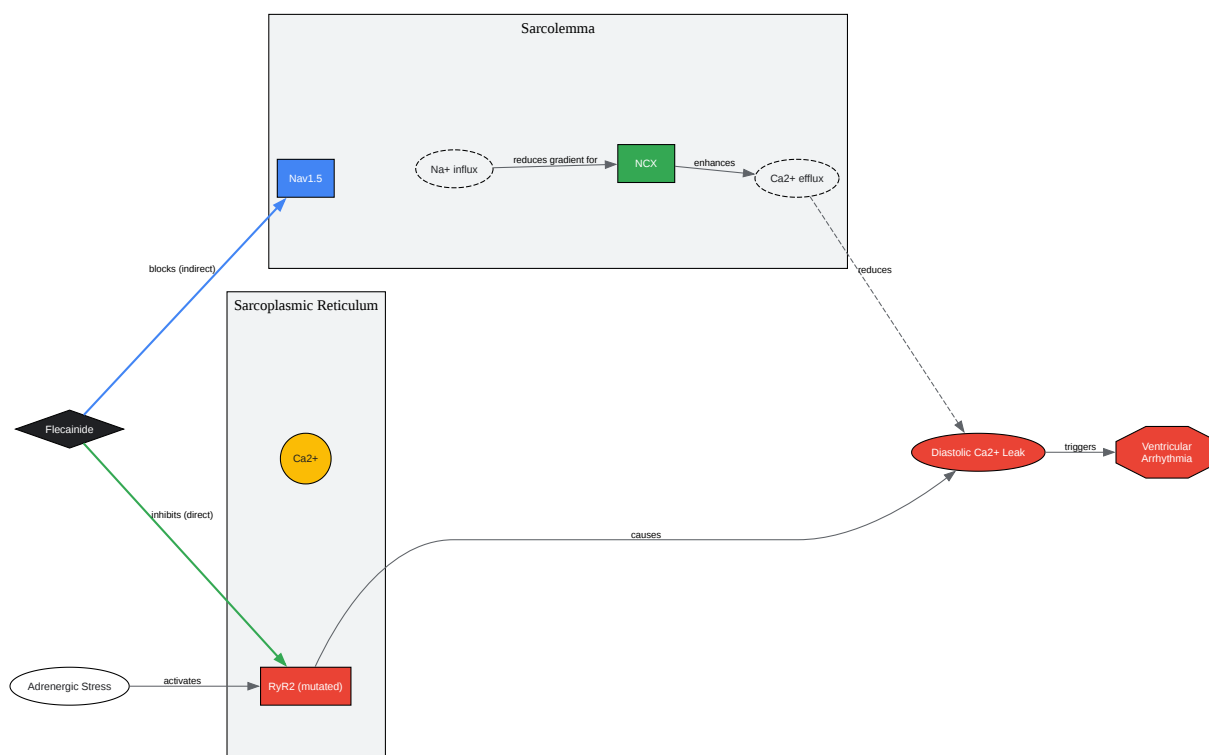 Sarcolemma
Nav1.5
Na+ influx
reduces gradient for
NCX
enhances
Ca2+ efflux
blocks (indirect)
reduces
Sarcoplasmic Reticulum
Flecainide
Ca2+
Diastolic Ca2+ Leak
triggers
Ventricular
Arrhythmia
inhibits (direct)
causes
Adrenergic Stress
activates
RyR2 (mutated)